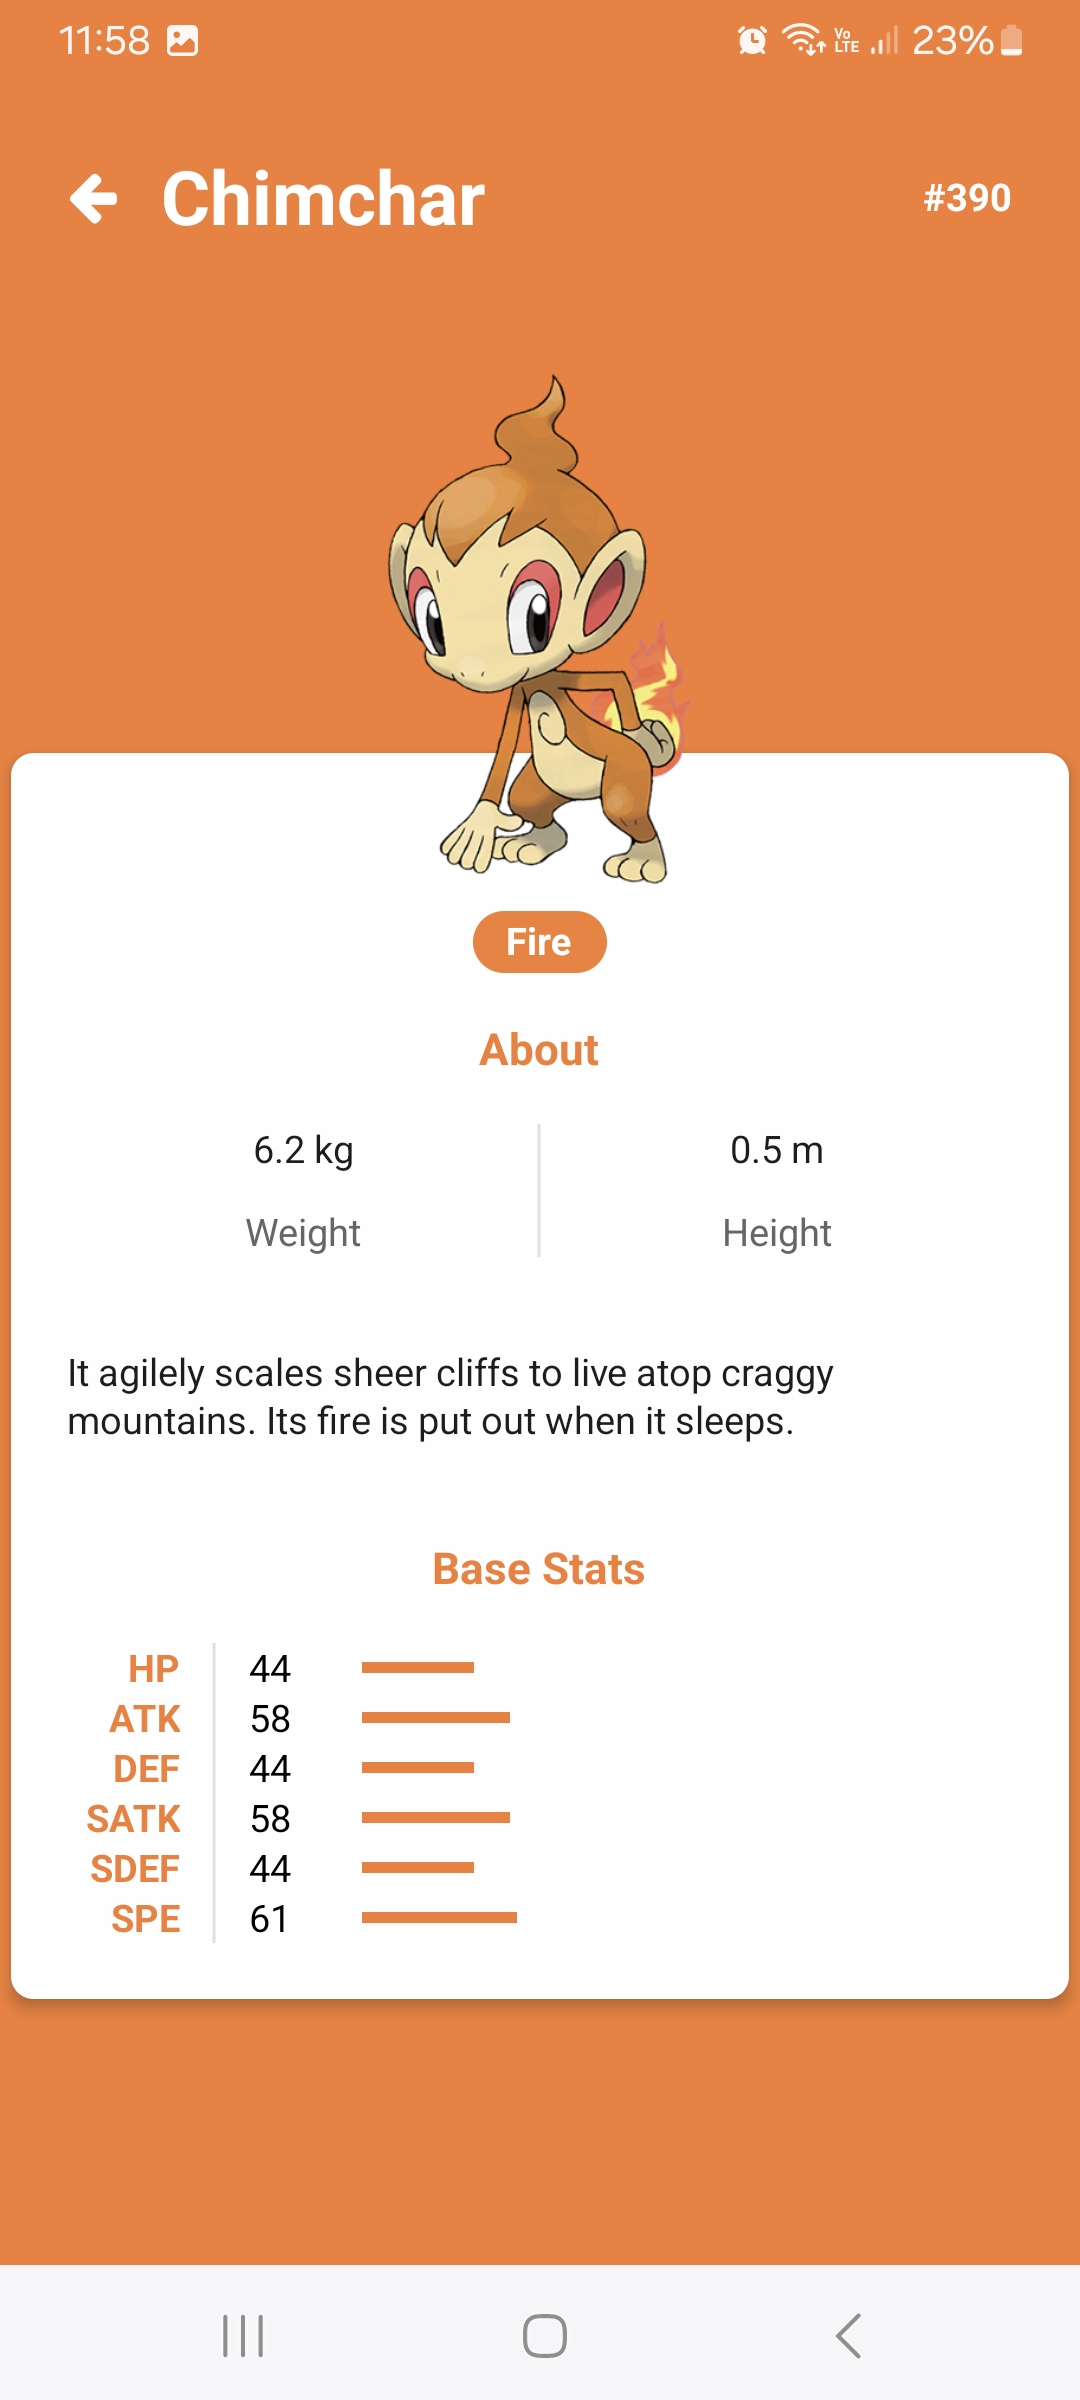 11:58
Vo LTE 23%
Chimchar
#390
Fire
About
6.2 kg
0.5 m
Weight
Height
It agilely scales sheer cliffs to live atop craggy
mountains. Its fire is put out when it sleeps.
Base Stats
HP 44
ATK 58
DEF 44
SATK 58
SDEF 44
SPE 61